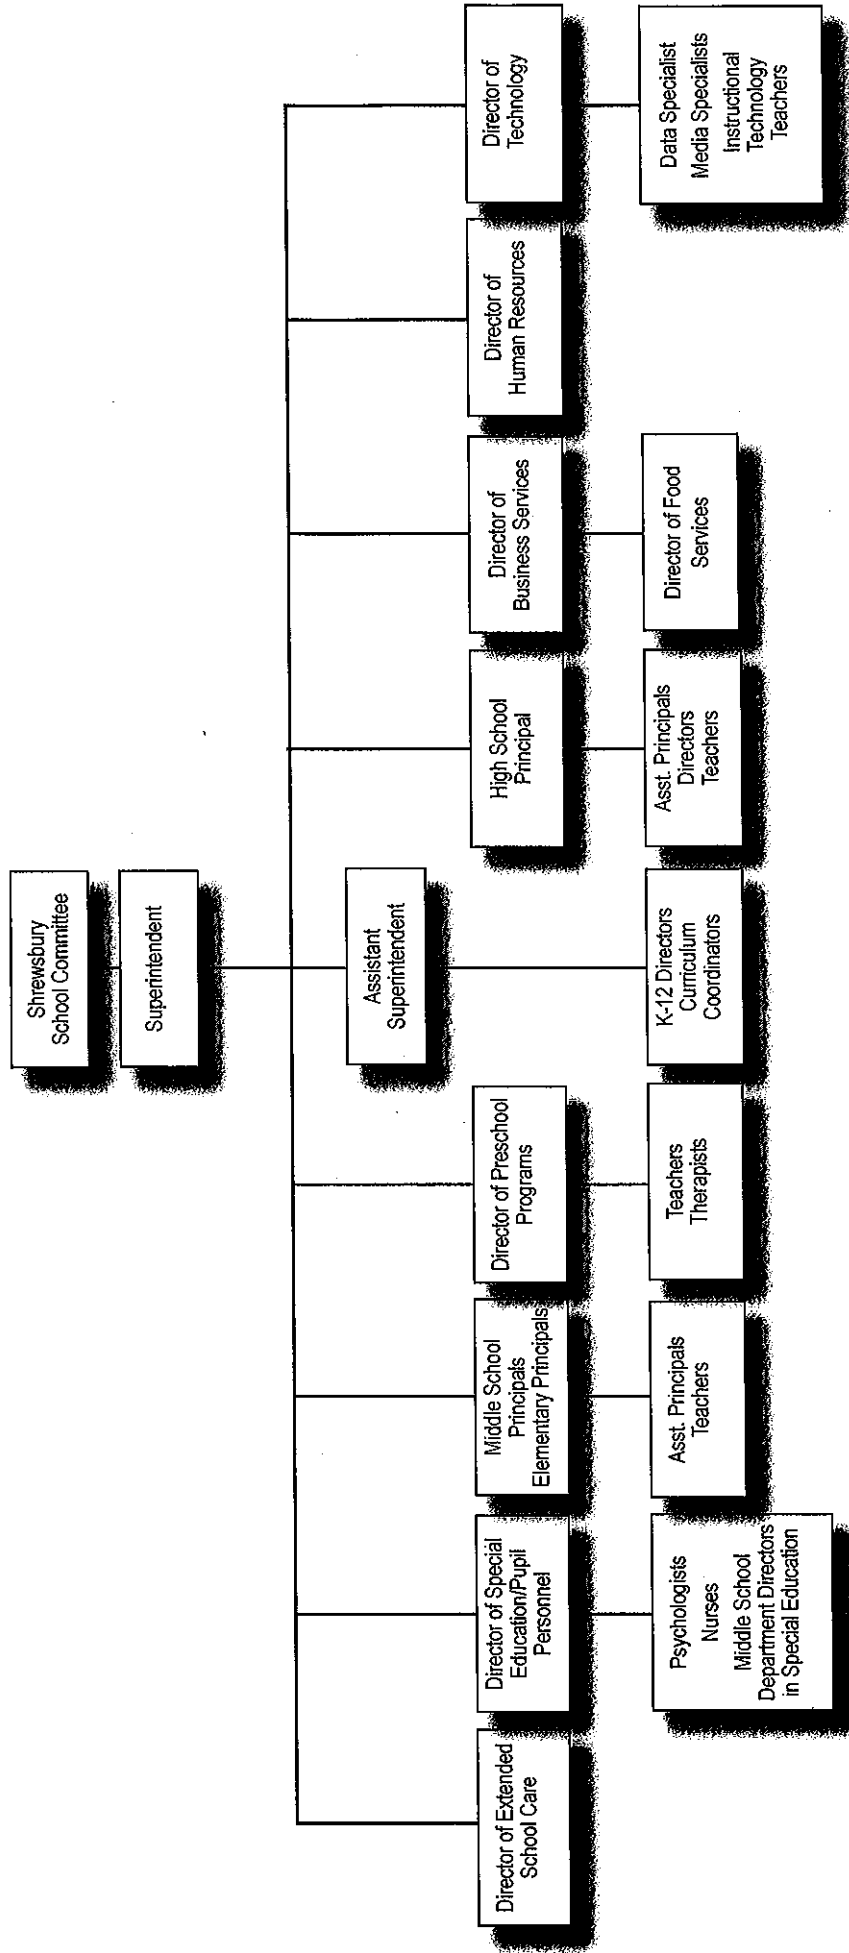 Shrewsbury
School Committee
Superintendent
Assistant
Superintendent
Director of Extended
School Care
Director of Special
Education/Pupil
Personnel
Middle School
Principals
Elementary Principals
Director of Preschool
Programs
High School
Principal
Director of
Business Services
Director of
Human Resources
Director of
Technology
Psychologists
Nurses
Middle School
Department Directors
in Special Education
Asst. Principals
Teachers
Teachers
Therapists
K-12 Directors
Curriculum
Coordinators
Asst. Principals
Directors
Teachers
Director of Food
Services
Data Specialist
Media Specialists
Instructional
Technology
Teachers